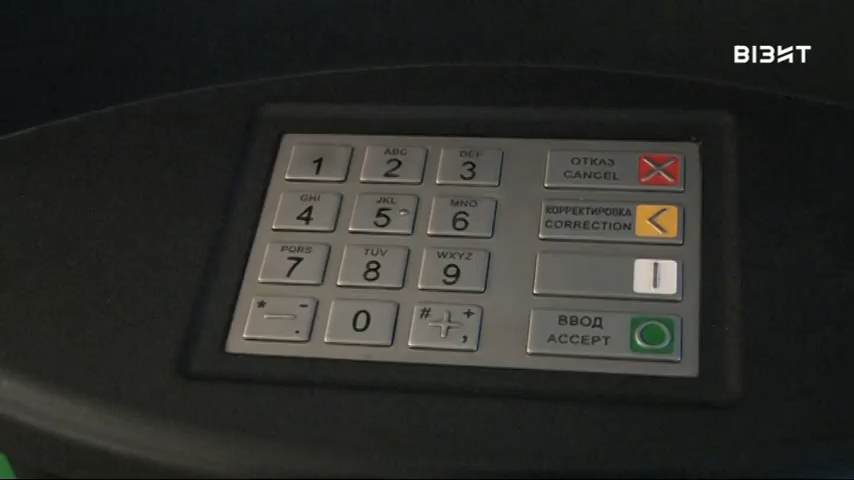 ВІЗИТ
1
ABC
2
DEF
3
ОТКАЗ
CANCEL
GHI
4
JKL
5
MNO
6
КОРРЕКТИРОВКА
CORRECTION
PQRS
7
TUV
8
WXYZ
9
* - .
0
# + ,
ВВОД
ACCEPT